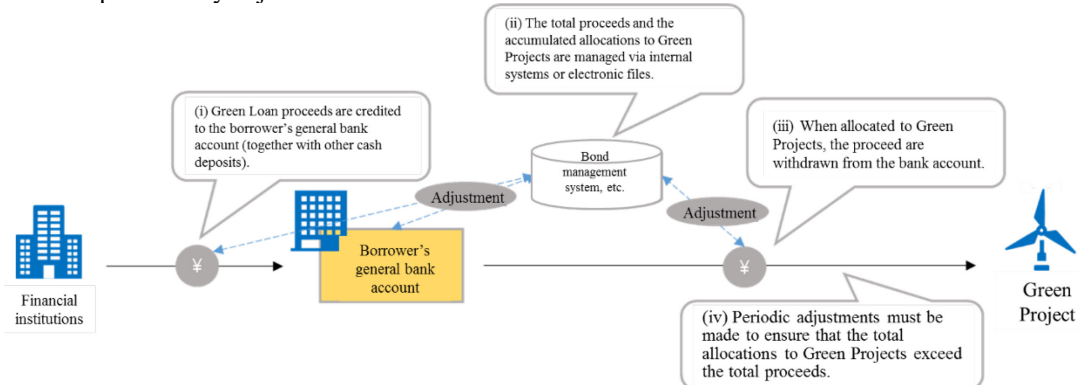 (ii) The total proceeds and the
accumulated allocations to Green
Projects are managed via internal
systems or electronic files.
(i) Green Loan proceeds are credited
to the borrower's general bank
account (together with other cash
deposits).
(iii) When allocated to Green
Projects, the proceed are
withdrawn from the bank account.
Bond
management
system, etc.
Adjustment
Adjustment
¥
Borrower's
general bank
account
¥
Financial
institutions
Green
Project
(iv) Periodic adjustments must be
made to ensure that the total
allocations to Green Projects exceed
the total proceeds.